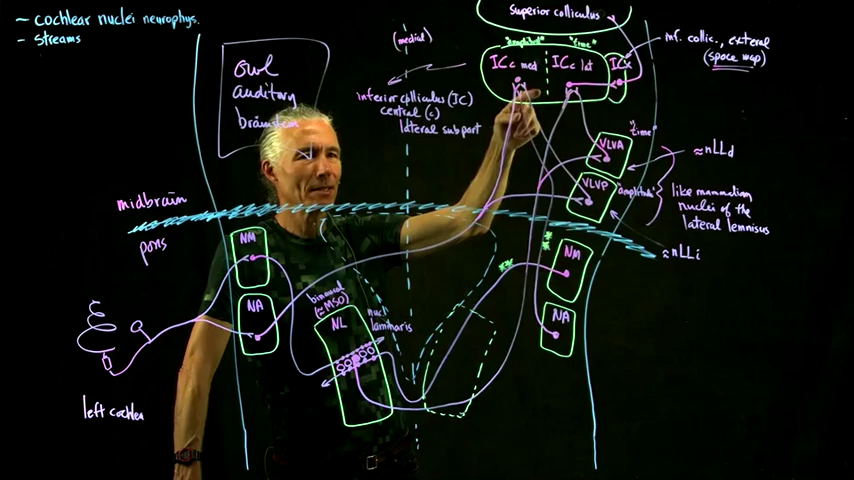 ~ cochlear nuclei neurophys.
- streams
owl
auditory
brainstem
(medial)
inferior colliculus (IC)
central (c)
lateral subpart
superior colliculus
"amplitude" "time"
ICc med
ICc lat
ICx
inf. collic., external
(space map)
"time"
VLVA
≈nLLd
VLVP
"amplitude"
like mammalian
nuclei of the
lateral lemniscus
≈nLLi
midbrain
pons
NM
NA
binaural
(≈MSO)
NL
nucl
laminaris
NM
NA
left cochlea